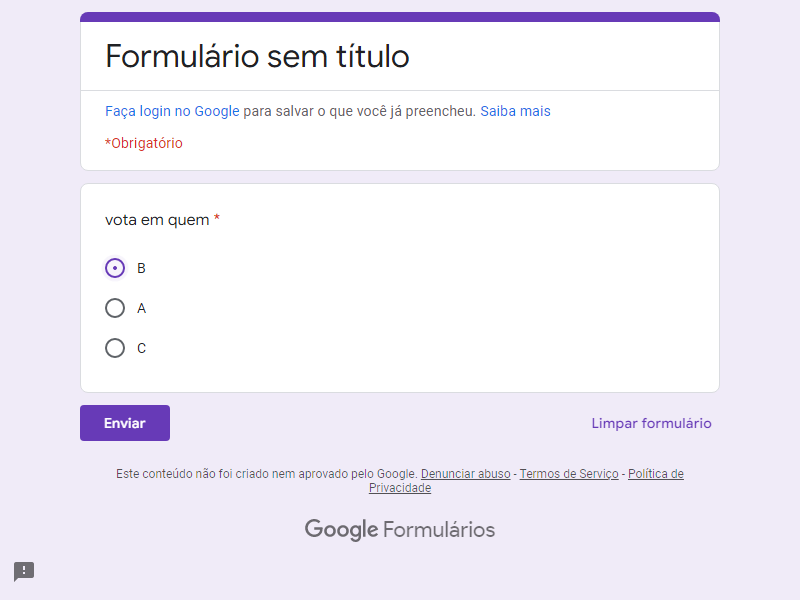 Formulário sem título
Faça login no Google para salvar o que você já preencheu. Saiba mais
*Obrigatório
vota em quem *
B
A
C
Enviar
Limpar formulário
Este conteúdo não foi criado nem aprovado pelo Google. Denunciar abuso - Termos de Serviço - Política de
Privacidade
Google Formulários